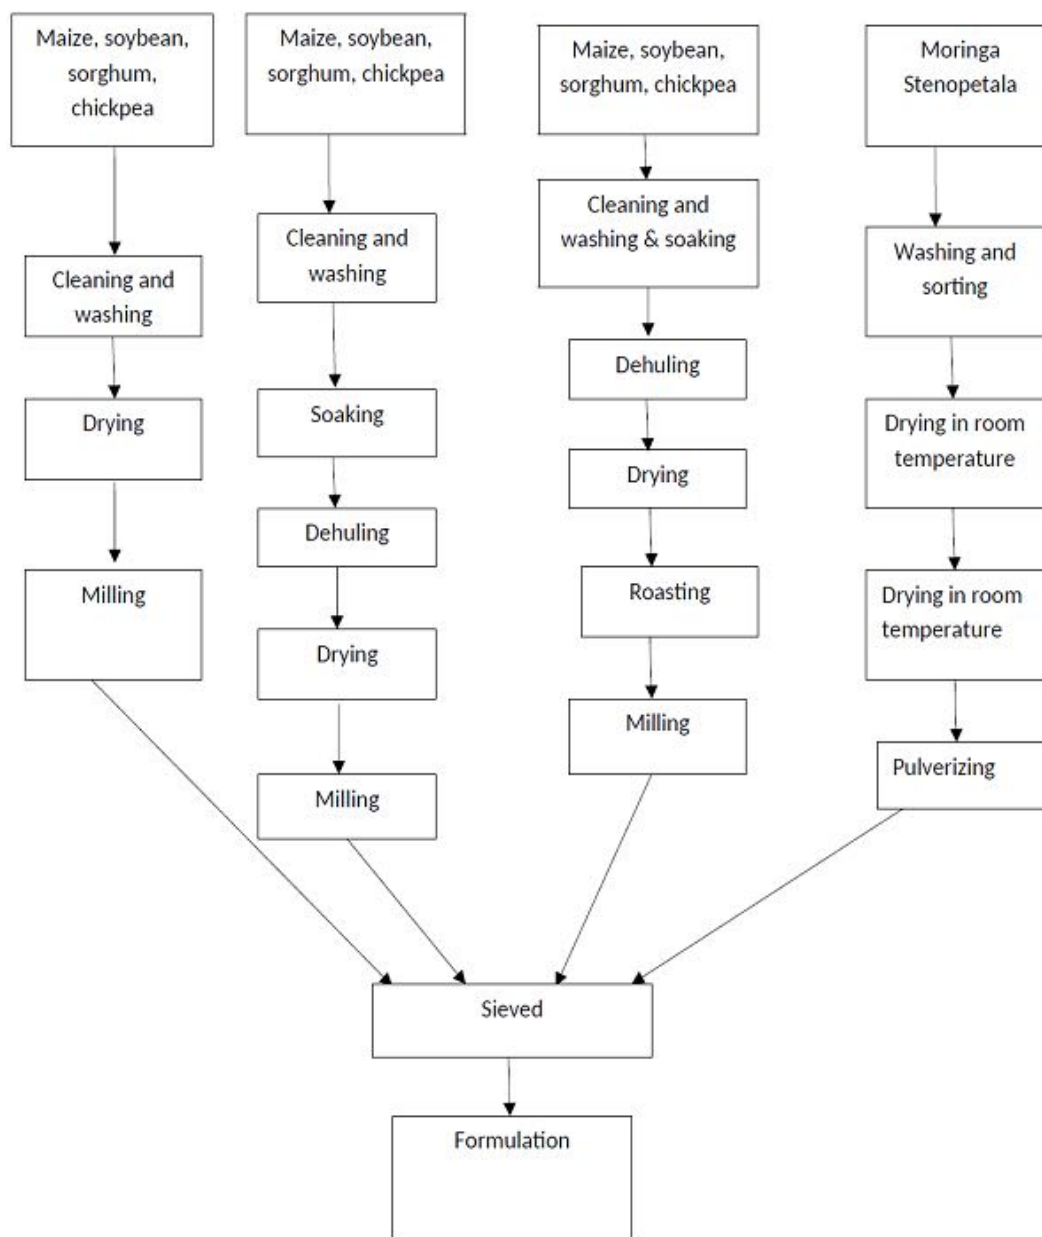 Maize, soybean,
sorghum,
chickpea
Cleaning and
washing
Drying
Milling
Maize, soybean,
sorghum, chickpea
Cleaning and
washing
Soaking
Dehuling
Drying
Milling
Maize, soybean,
sorghum, chickpea
Cleaning and
washing & soaking
Dehuling
Drying
Roasting
Milling
Moringa
Stenopetala
Washing and
sorting
Drying in room
temperature
Drying in room
temperature
Pulverizing
Sieved
Formulation